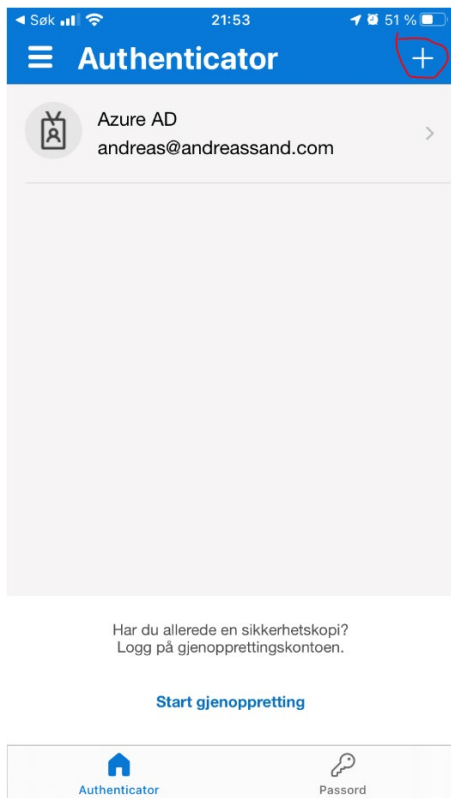 ◀ Søk 21:53 51 %
Authenticator
Azure AD
andreas@andreassand.com
Har du allerede en sikkerhetskopi?
Logg på gjenopprettingskontoen.
Start gjenoppretting
Authenticator Passord